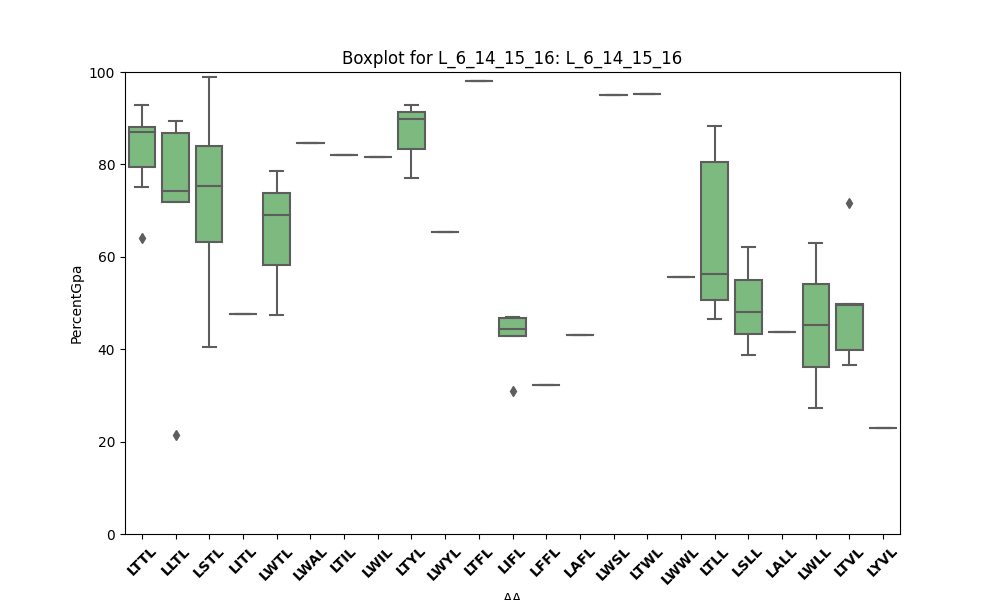 Boxplot for L_6_14_15_16: L_6_14_15_16
100
80
60
40
20
0
PercentGpa
LTTL
LLTL
LSTL
LITL
LWTL
LWAL
LTIL
LWIL
LTYL
LWYL
LTFL
LIFL
LFFL
LAFL
LWSL
LTWL
LWWL
LTLL
LSLL
LALL
LWLL
LTVL
LYVL
AA